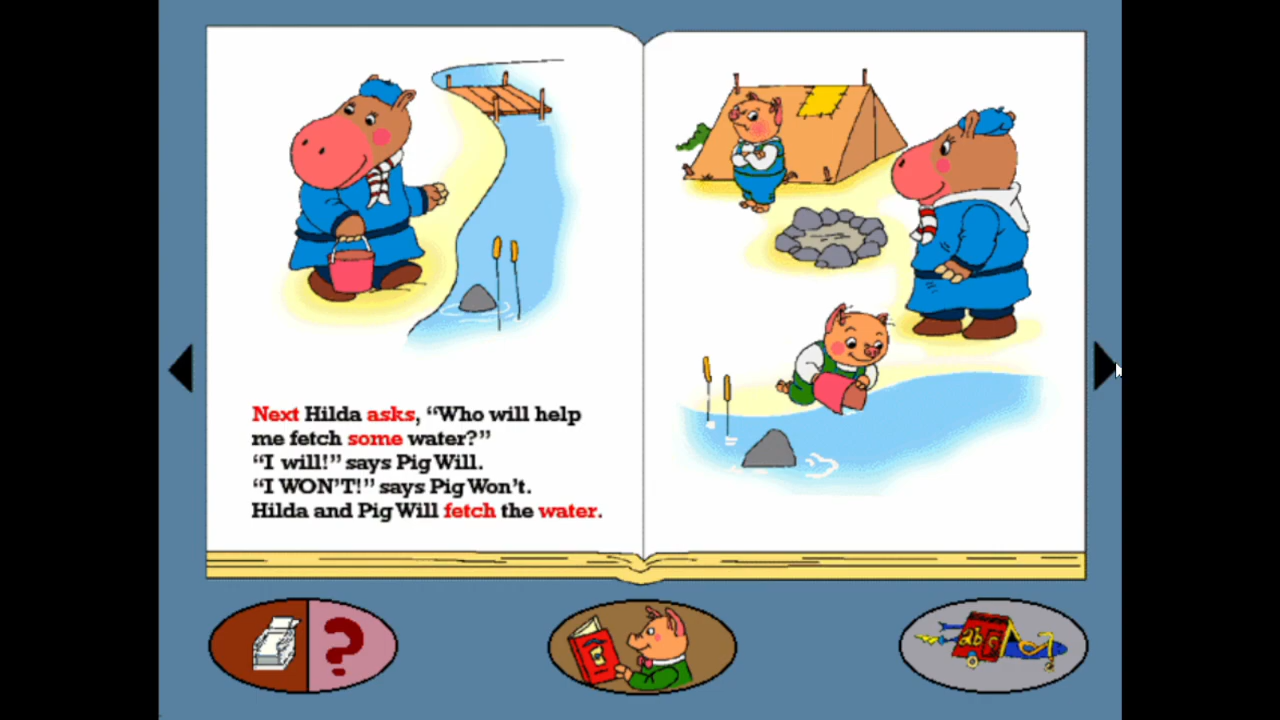 Next Hilda asks, “Who will help
me fetch some water?”
“I will!” says Pig Will.
“I WON’T!” says Pig Won’t.
Hilda and Pig Will fetch the water.
?
abc